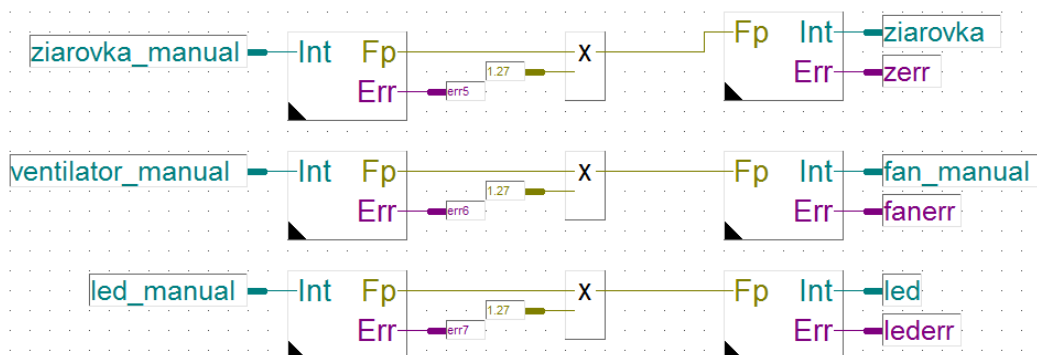 ziarovka_manual Int Fp x Fp Int ziarovka
Err err5 1.27 Err zerr
ventilator_manual Int Fp x Fp Int fan_manual
Err err6 1.27 Err fanerr
led_manual Int Fp x Fp Int led
Err err7 1.27 Err lederr